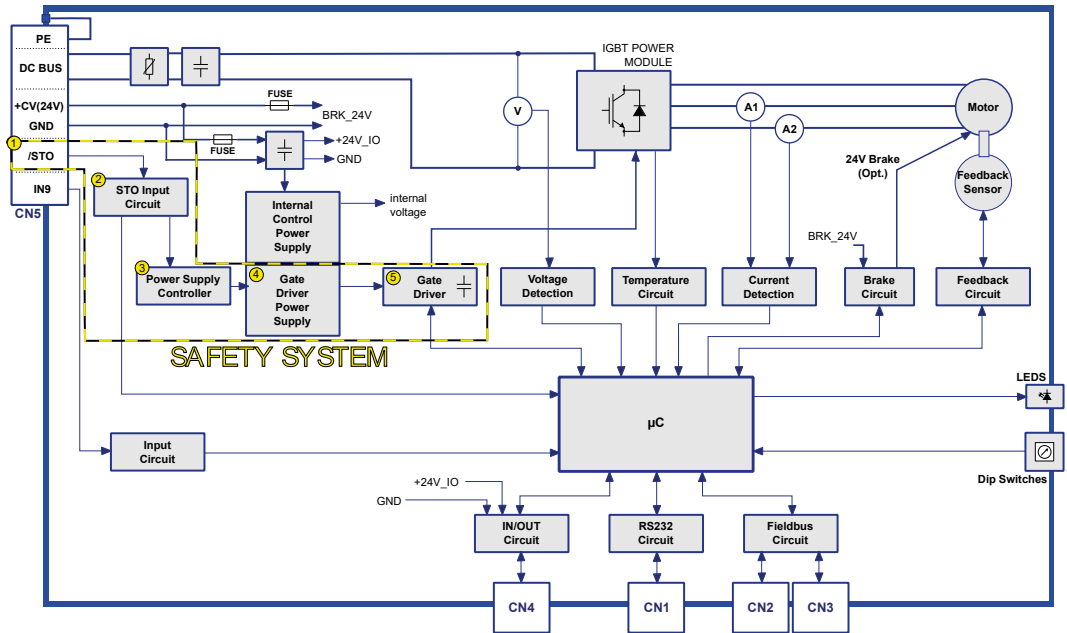 PE
DC BUS
+CV(24V)
GND
/STO
IN9
CN5
FUSE
BRK_24V
FUSE
+24V_IO
GND
IGBT POWER
MODULE
V
A1
A2
Motor
24V Brake
(Opt.)
Feedback
Sensor
1
2
STO Input
Circuit
Internal
Control
Power
Supply
internal
voltage
BRK_24V
3
Power Supply
Controller
4
Gate
Driver
Power
Supply
5
Gate
Driver
Voltage
Detection
Temperature
Circuit
Current
Detection
Brake
Circuit
Feedback
Circuit
SAFETY SYSTEM
µC
LEDS
Input
Circuit
Dip Switches
+24V_IO
GND
IN/OUT
Circuit
RS232
Circuit
Fieldbus
Circuit
CN4
CN1
CN2
CN3